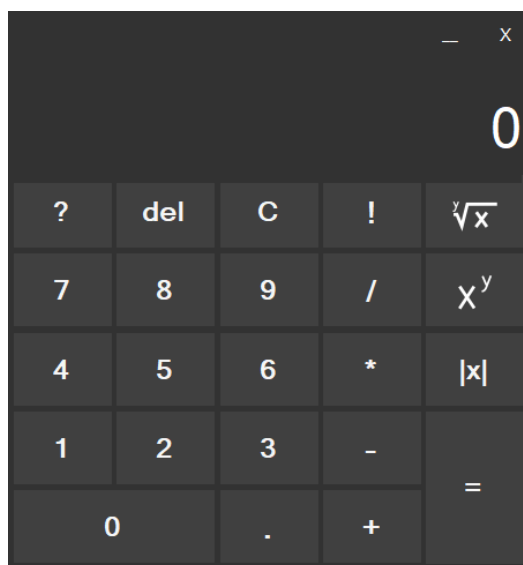 _ X
0
? del C ! y√x
7 8 9 / xʸ
4 5 6 * |x|
1 2 3 -
=
0 . +